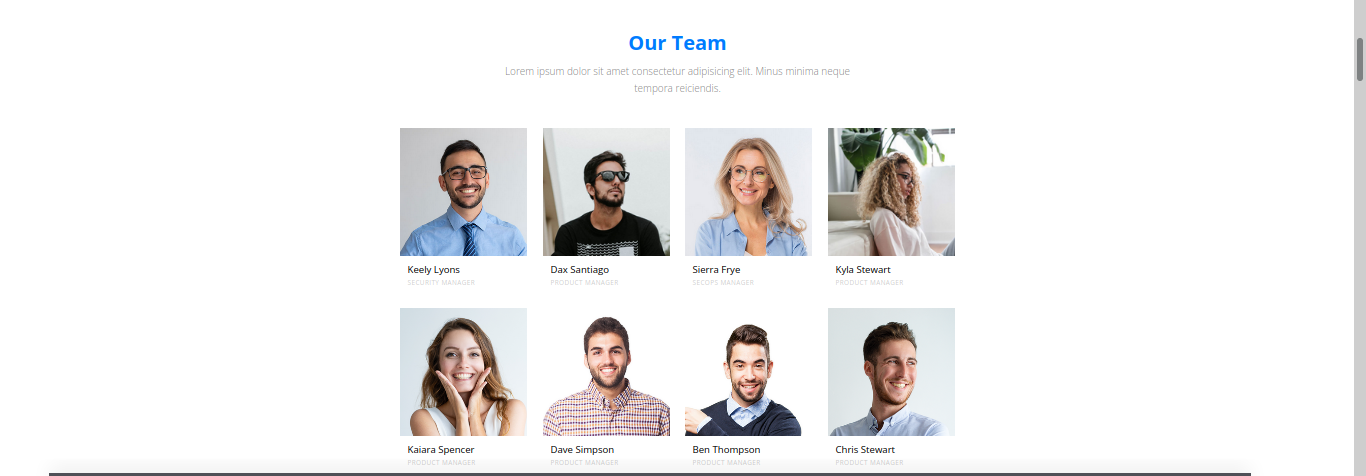 Our Team
Lorem ipsum dolor sit amet consectetur adipisicing elit. Minus minima neque
tempora reiciendis.
Keely Lyons
SECURITY MANAGER
Dax Santiago
PRODUCT MANAGER
Sierra Frye
SECOPS MANAGER
Kyla Stewart
PRODUCT MANAGER
Kaiara Spencer
PRODUCT MANAGER
Dave Simpson
PRODUCT MANAGER
Ben Thompson
PRODUCT MANAGER
Chris Stewart
PRODUCT MANAGER